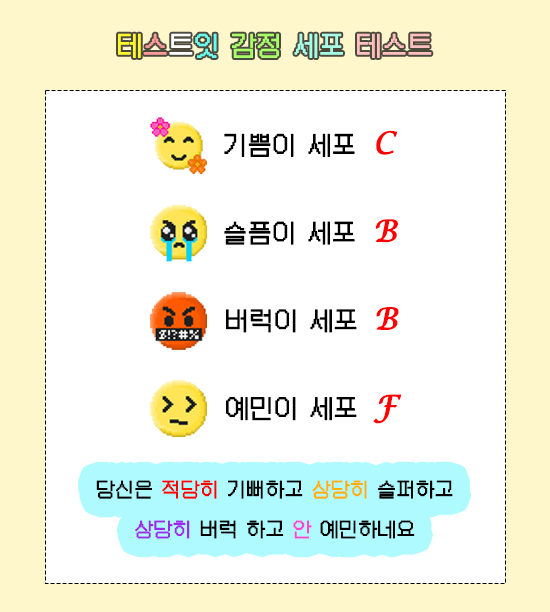 테스트잇 감정 세포 테스트
기쁨이 세포 C
슬픔이 세포 B
버럭이 세포 B
$!?#%
예민이 세포 F
당신은 적당히 기뻐하고 상당히 슬퍼하고
상당히 버럭 하고 안 예민하네요